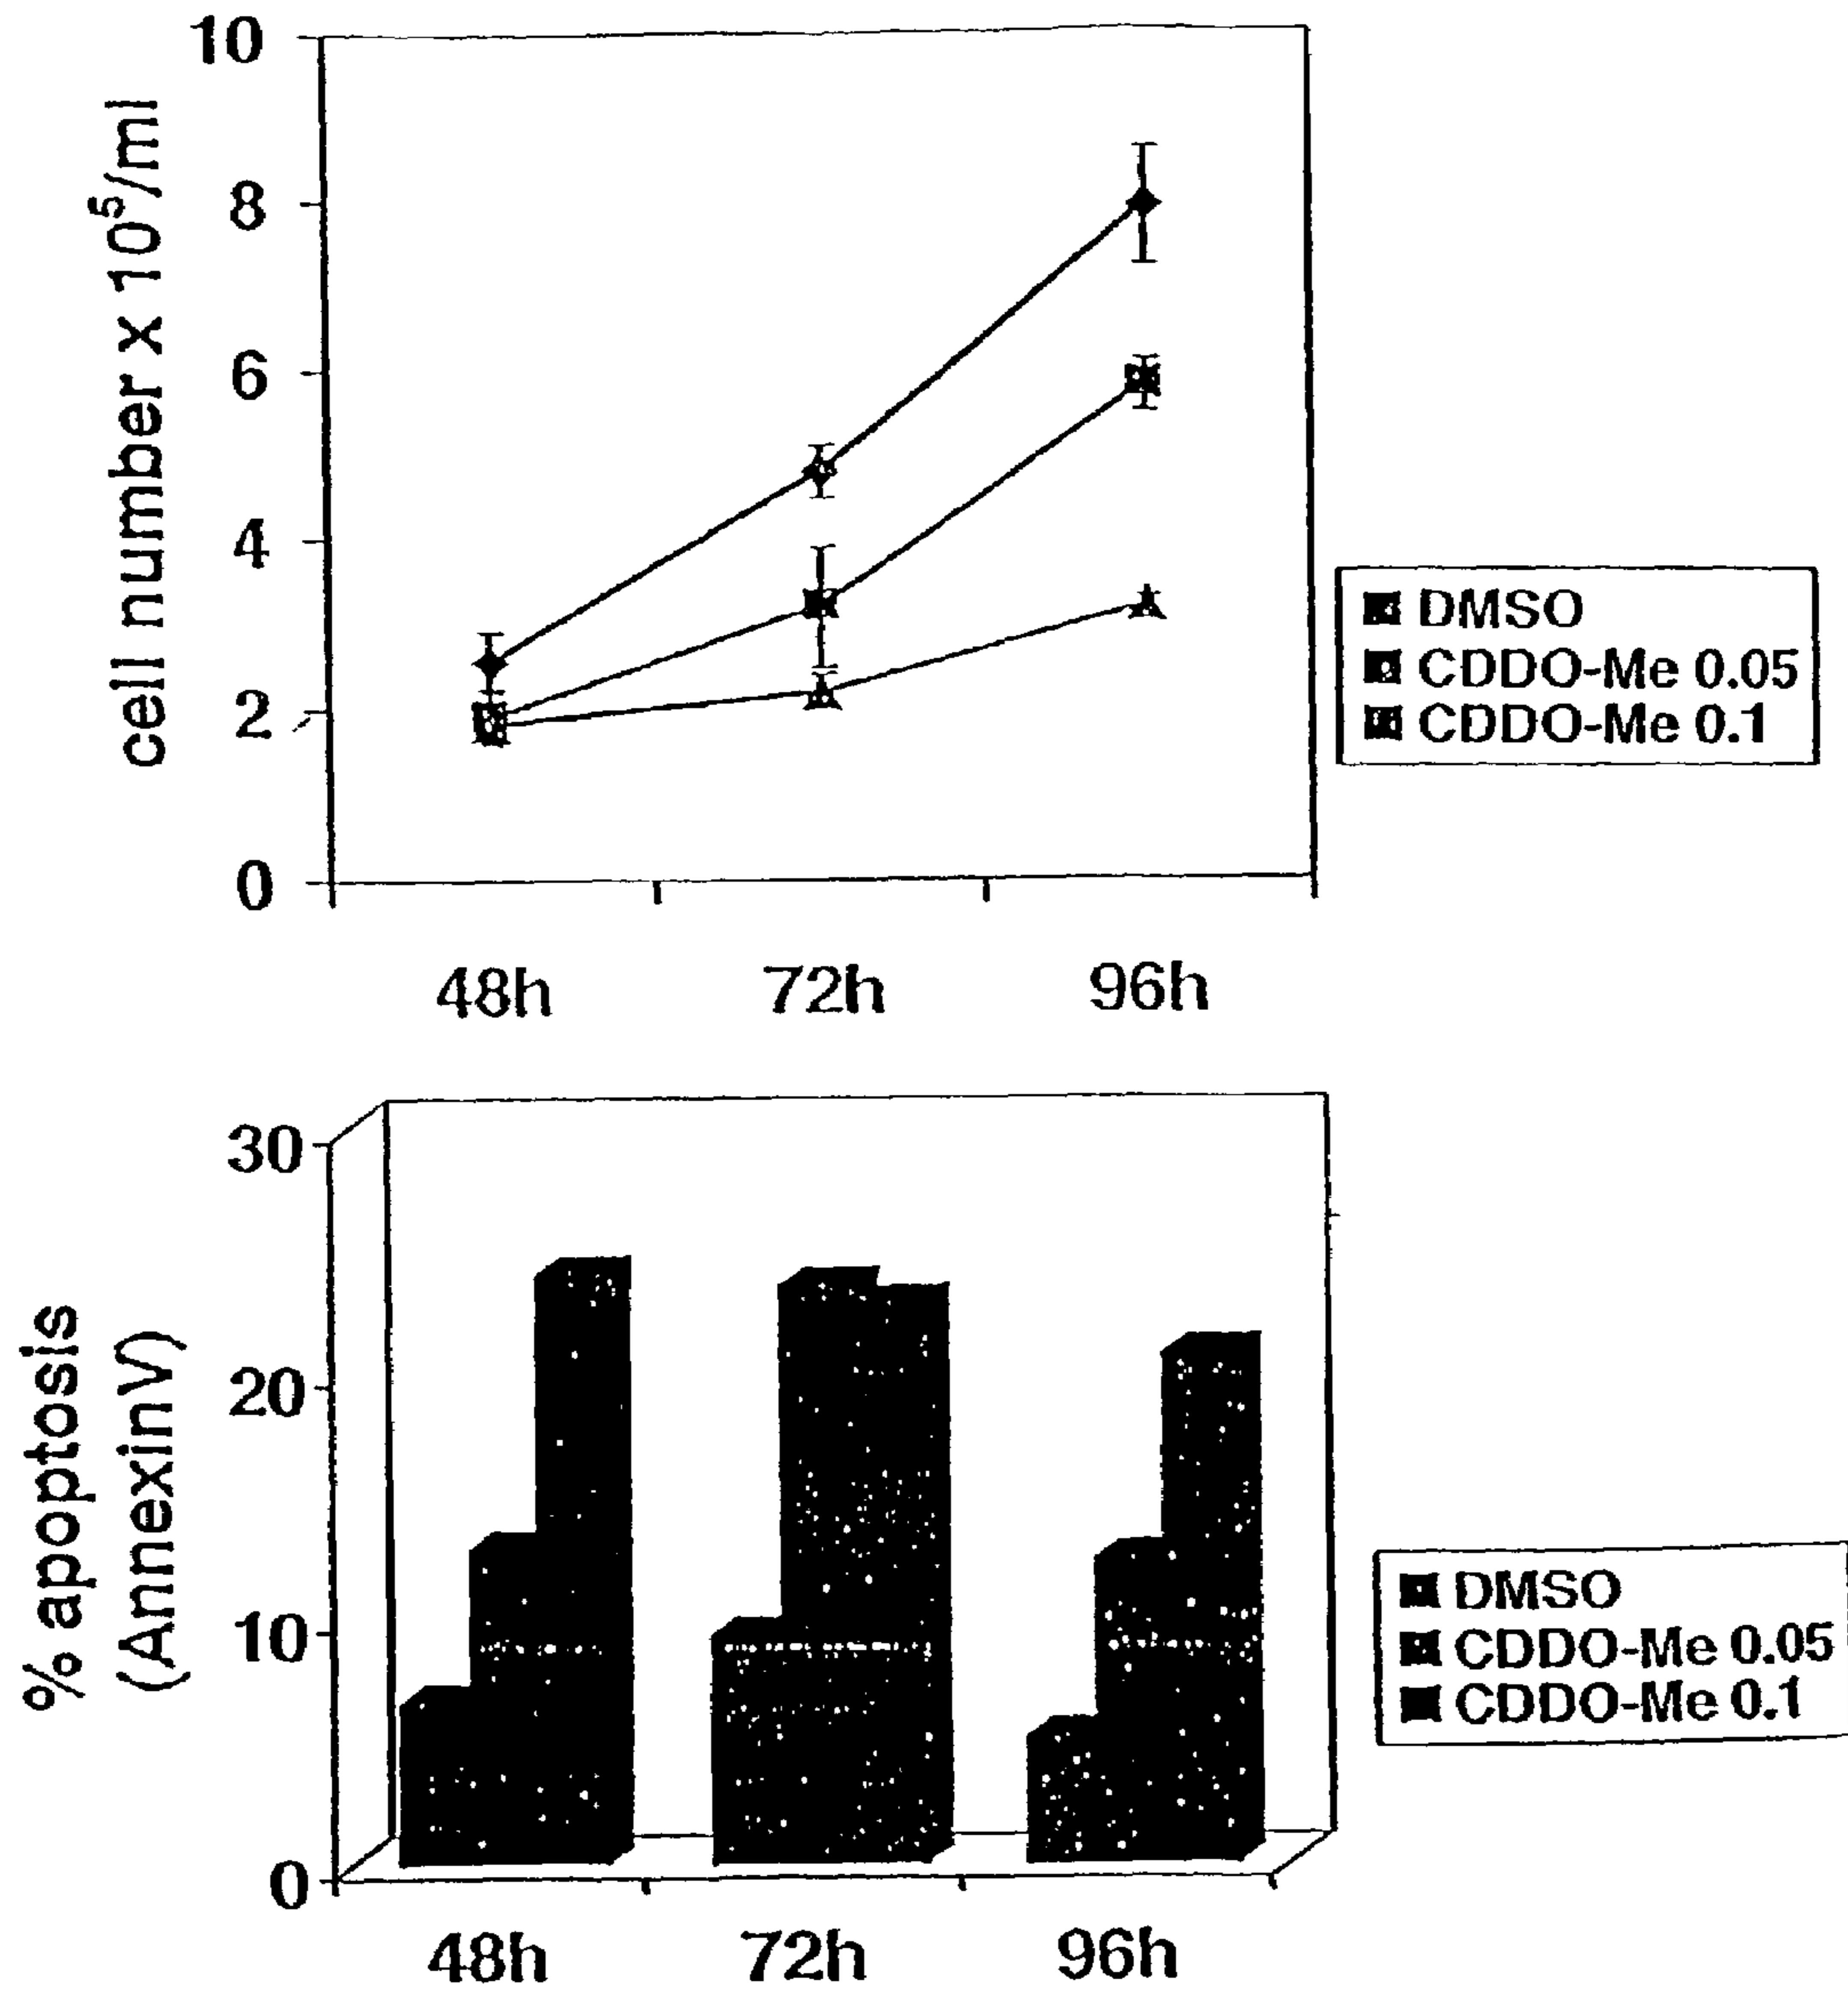 cell number x 10⁵/ml
10
8
6
4
2
0
48h 72h 96h
DMSO
CDDO-Me 0.05
CDDO-Me 0.1
% apoptosis
(AnnexinV)
30
20
10
0
48h 72h 96h
DMSO
CDDO-Me 0.05
CDDO-Me 0.1